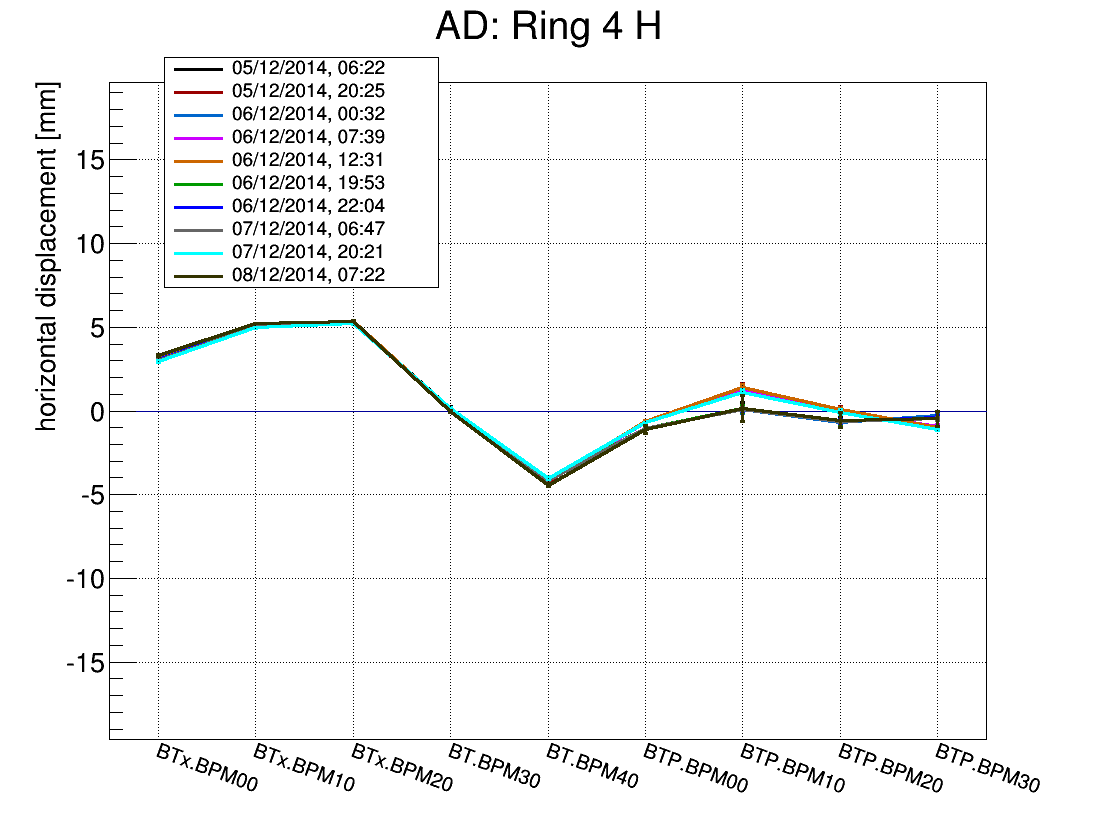 AD: Ring 4 H
horizontal displacement [mm]
05/12/2014, 06:22
05/12/2014, 20:25
06/12/2014, 00:32
06/12/2014, 07:39
06/12/2014, 12:31
06/12/2014, 19:53
06/12/2014, 22:04
07/12/2014, 06:47
07/12/2014, 20:21
08/12/2014, 07:22
15
10
5
0
-5
-10
-15
BTx.BPM00
BTx.BPM10
BTx.BPM20
BT.BPM30
BT.BPM40
BTP.BPM00
BTP.BPM10
BTP.BPM20
BTP.BPM30